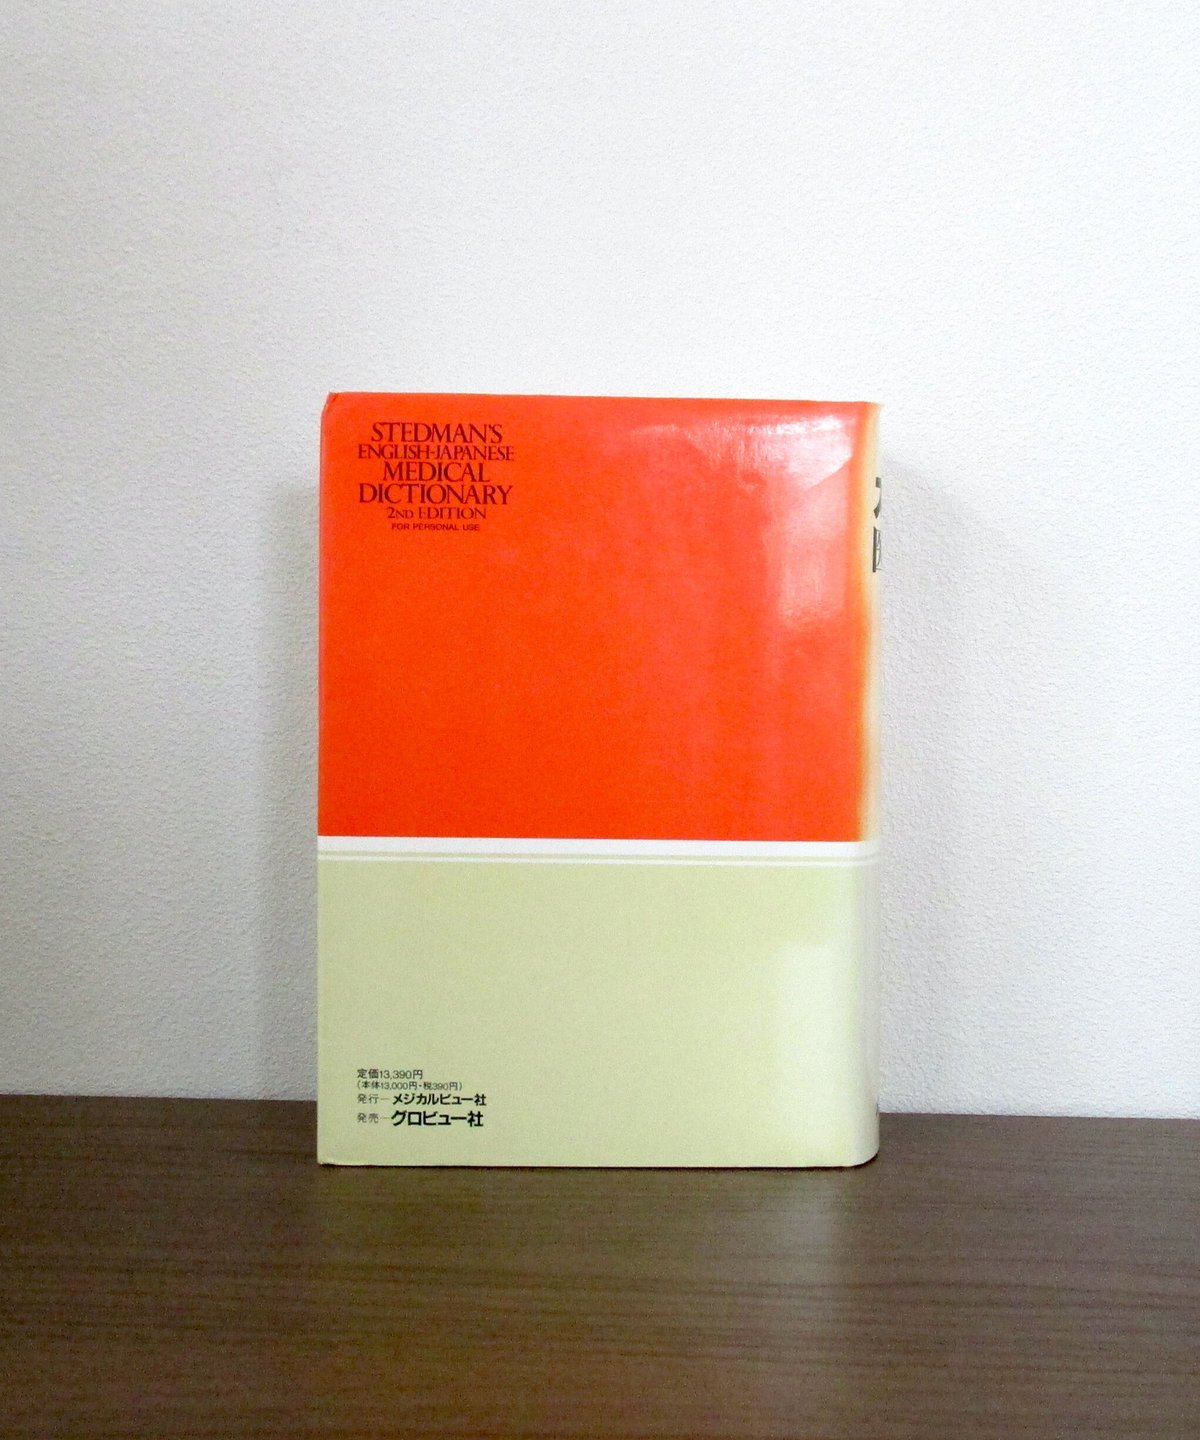 STEDMAN'S
ENGLISH-JAPANESE
MEDICAL
DICTIONARY
2ND EDITION
FOR PERSONAL USE
定価13,390円
(本体13,000円・税390円)
発行─メジカルビュー社
発売─グロビュー社